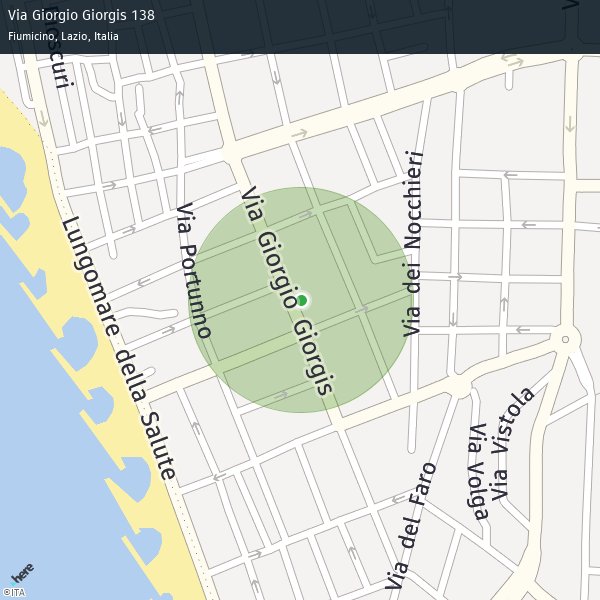 Via Giorgio Giorgis 138
Fiumicino, Lazio, Italia
Via Giorgio Giorgis
Via Portunno
Via dei Nocchieri
Lungomare della Salute
Via Vistola
Via Volga
Via del Faro
here
©ITA